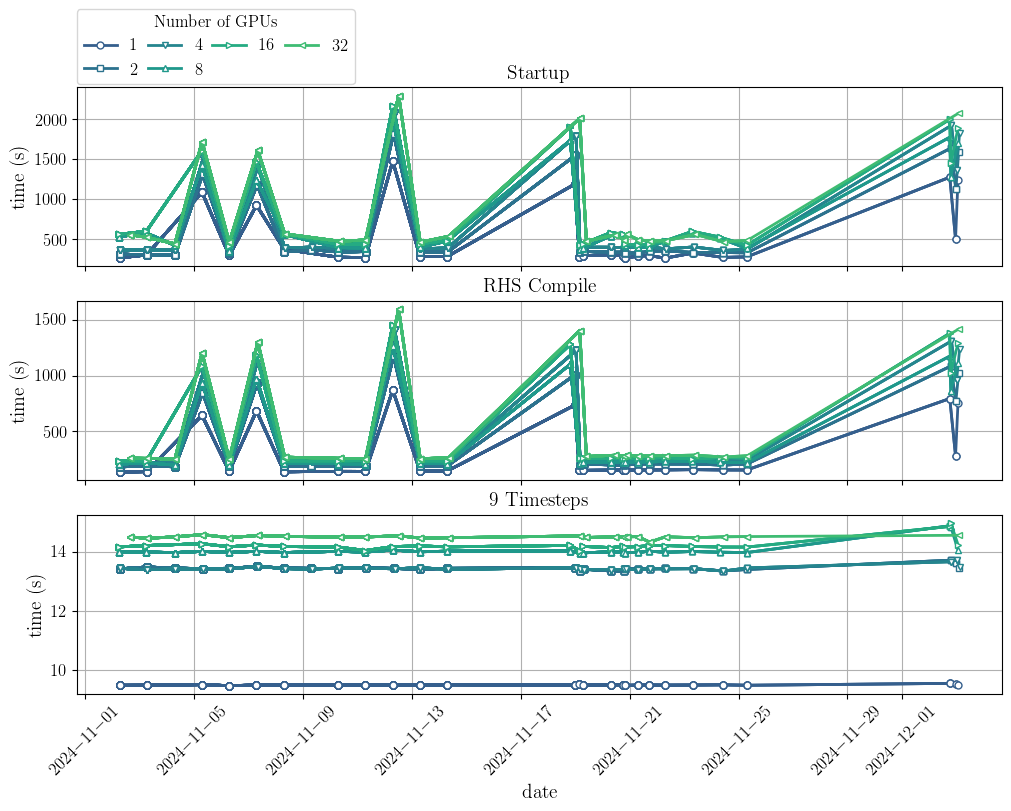 Number of GPUs
1 4 16 32
2 8
Startup
2000
1500
1000
500
time (s)
RHS Compile
1500
1000
500
time (s)
9 Timesteps
14
12
10
time (s)
2024−11−01 2024−11−05 2024−11−09 2024−11−13 2024−11−17 2024−11−21 2024−11−25 2024−11−29 2024−12−01
date